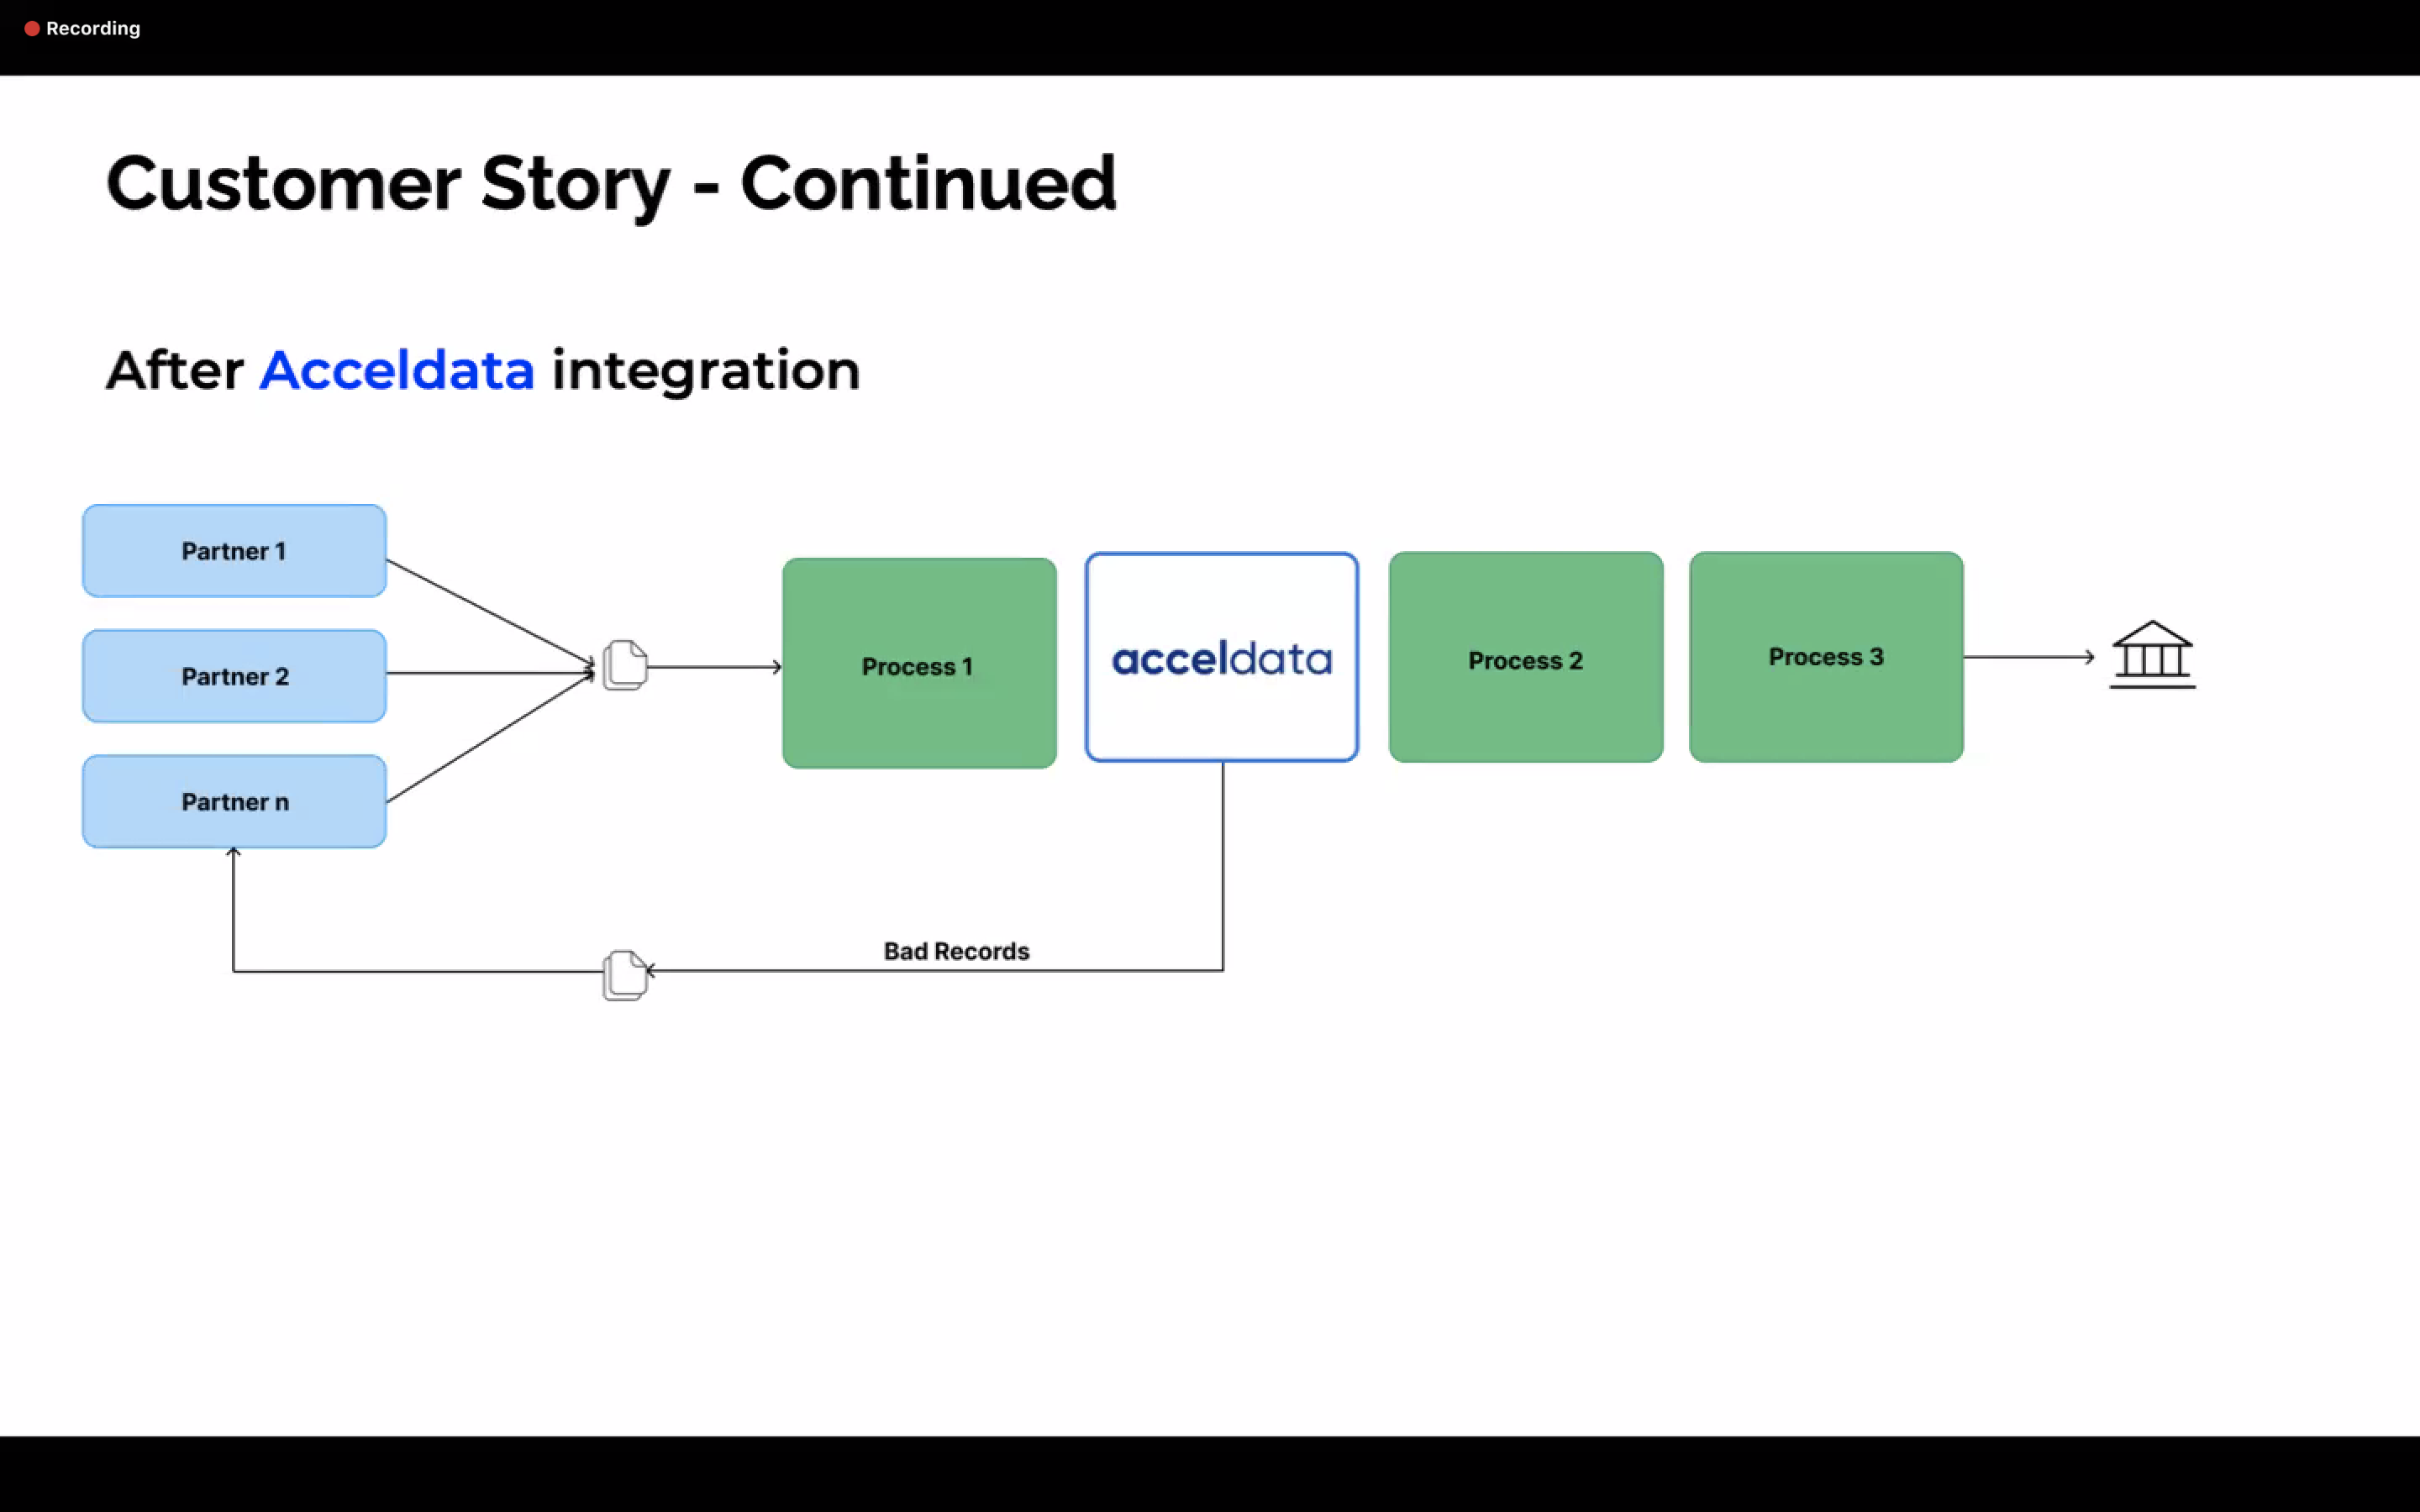 Recording
Customer Story - Continued
After Acceldata integration
Partner 1
Partner 2
Partner n
Process 1
acceldata
Process 2
Process 3
Bad Records